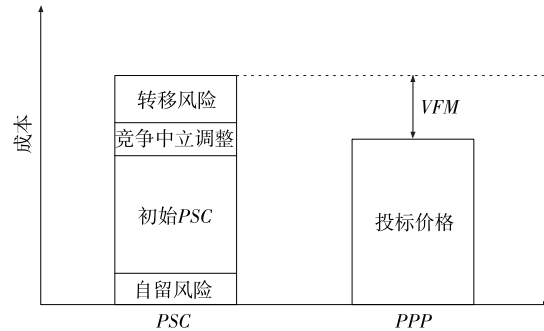 转移风险
竞争中立调整
初始PSC
自留风险
VFM
投标价格
成本
PSC
PPP